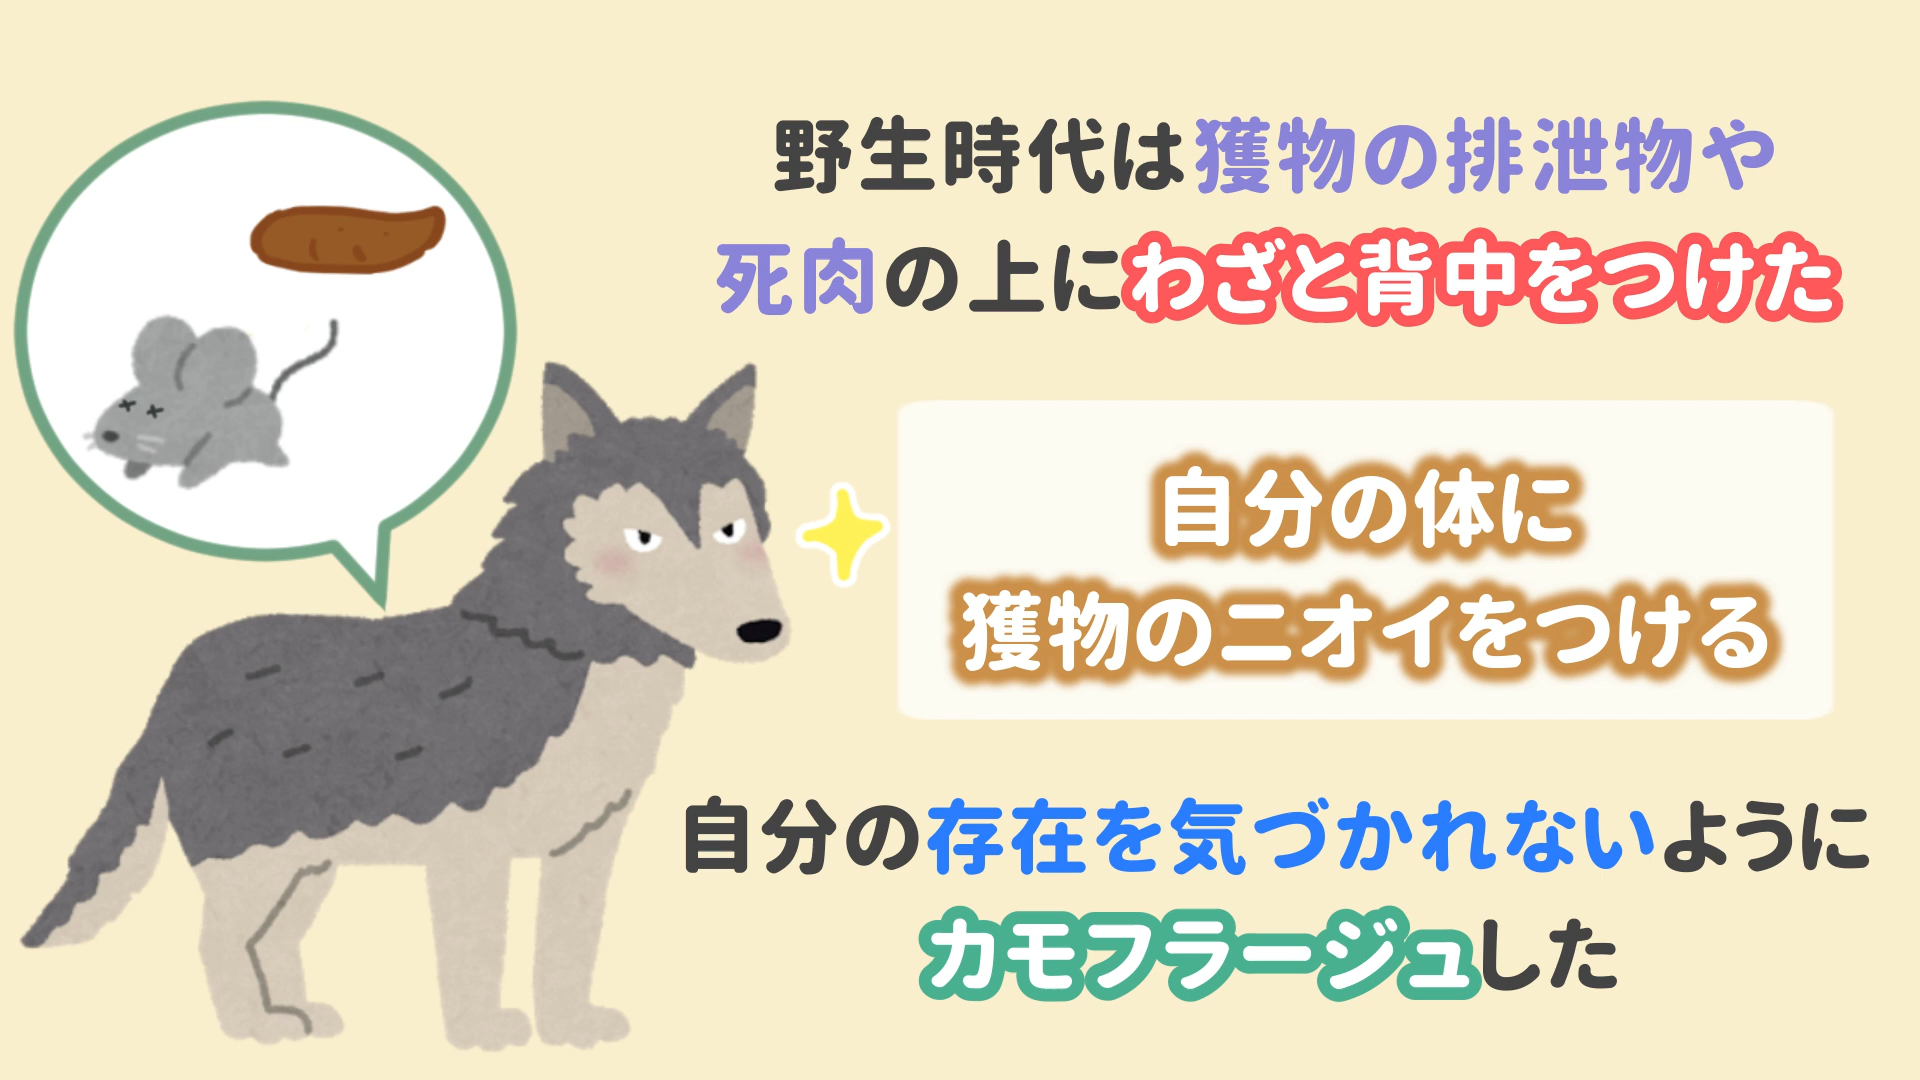 野生時代は獲物の排泄物や
死肉の上にわざと背中をつけた
自分の体に
獲物のニオイをつける
自分の存在を気づかれないように
カモフラージュした